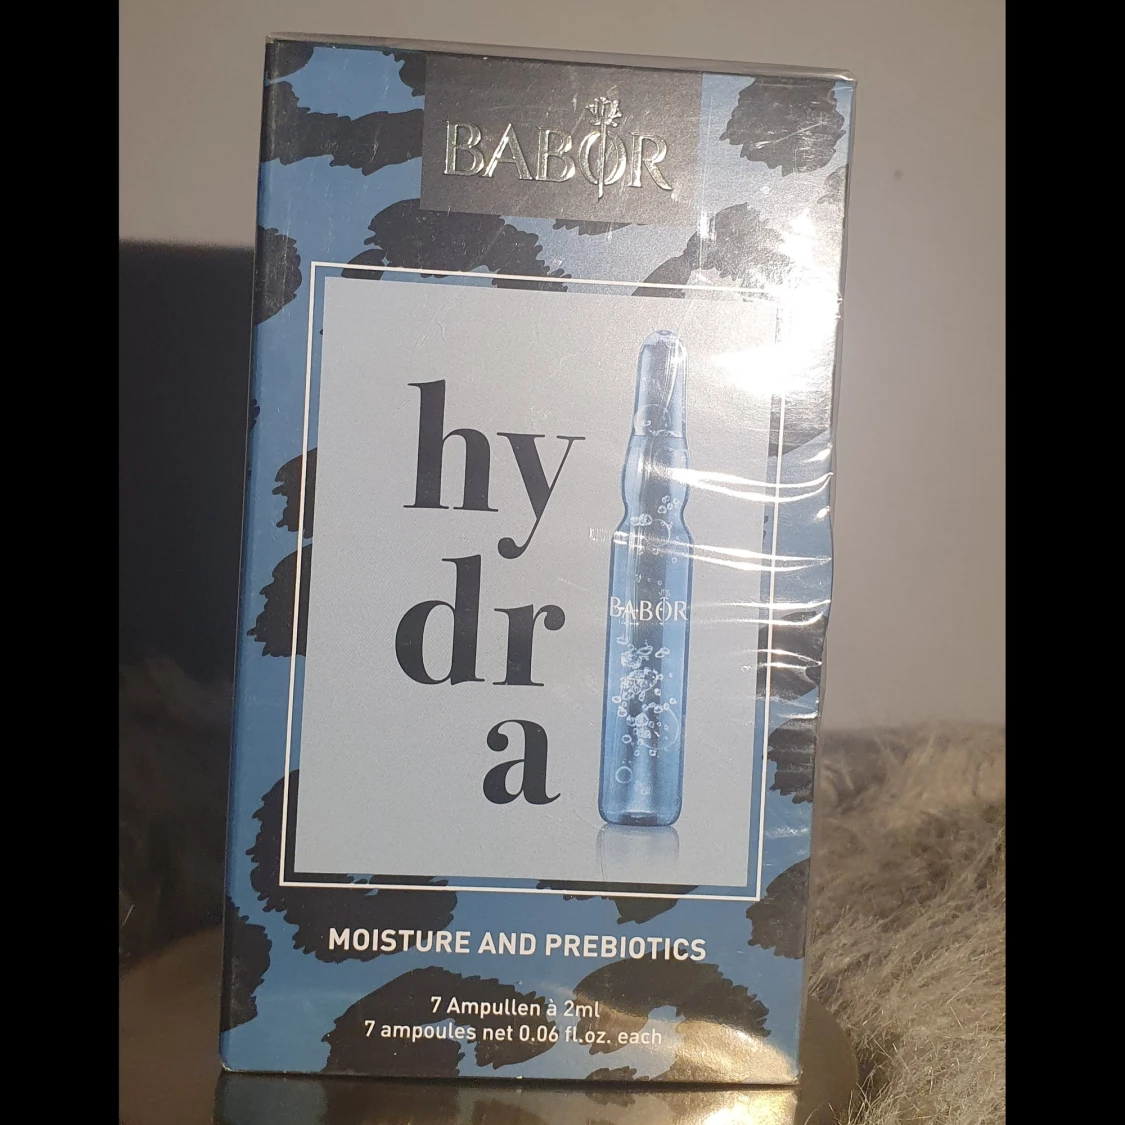 BABOR
hy
dr
a
BABOR
MOISTURE AND PREBIOTICS
7 Ampullen à 2ml
7 ampoules net 0.06 fl.oz. each